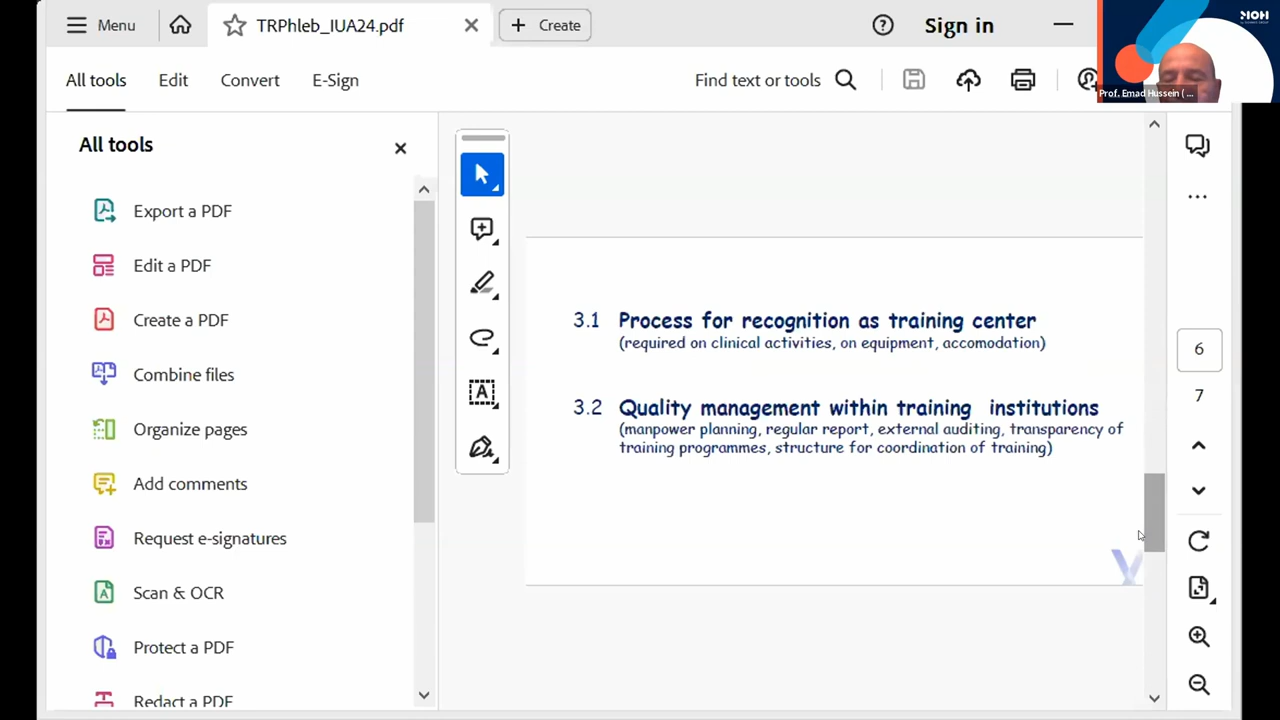 Menu
TRPhleb_IUA24.pdf
Create
Sign in
MOH
All tools
Edit
Convert
E-Sign
Find text or tools
Prof. Emad Hussein ( ...
All tools
Export a PDF
Edit a PDF
Create a PDF
Combine files
Organize pages
Add comments
Request e-signatures
Scan & OCR
Protect a PDF
Redact a PDF
3.1 Process for recognition as training center
(required on clinical activities, on equipment, accomodation)
3.2 Quality management within training institutions
(manpower planning, regular report, external auditing, transparency of
training programmes, structure for coordination of training)
6
7